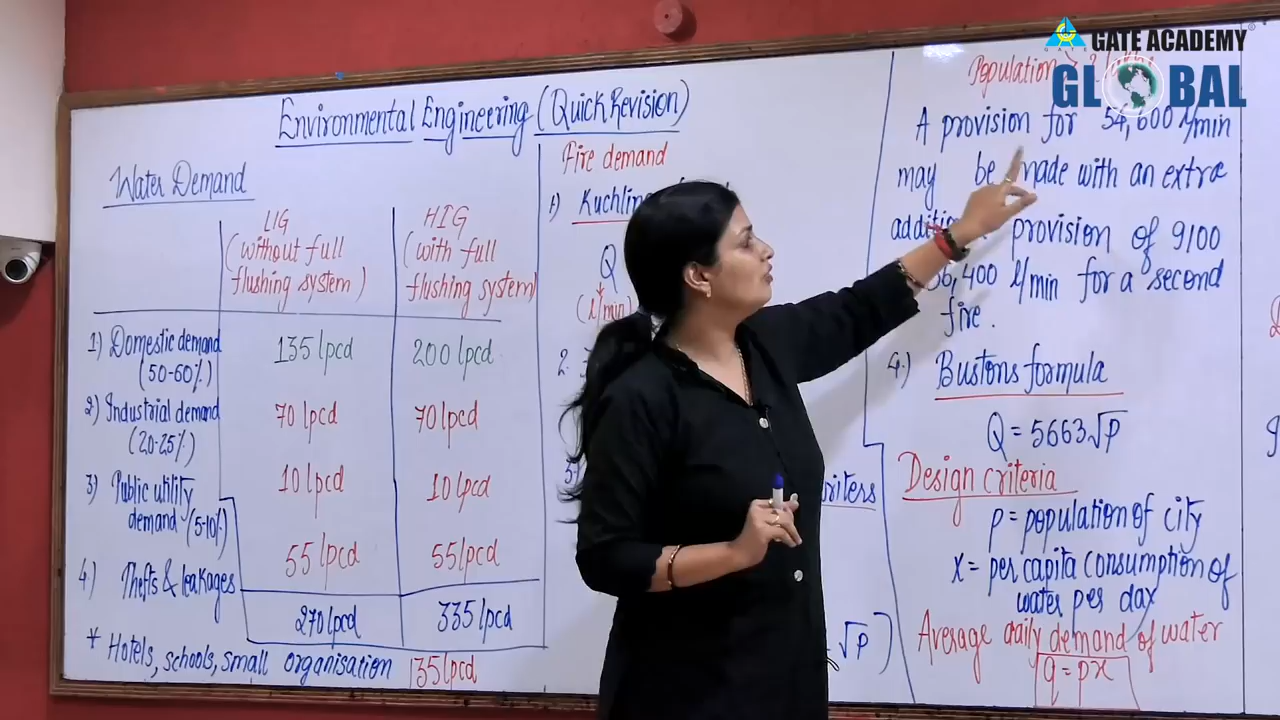 GATE ACADEMY
GATE
GLOBAL
Environmental Engineering (Quick Revision)
Water Demand
LIG
(without full
flushing system)
HIG
(with full
flushing system)
1) Domestic demand
(50-60%)
135 lpcd
200 lpcd
2) Industrial demand
(20-25%)
70 lpcd
70 lpcd
3) Public utility
demand (5-10%)
10 lpcd
10 lpcd
4.) Thefts & leakages
55 lpcd
55 lpcd
270 lpcd
335 lpcd
* Hotels, schools, small organisation 135 lpcd
Fire demand
1)
Q
(l/min)
2.
√P )
Population
A provision for 54,600 l/min
may be made with an extra
provision of 9100
36,400 l/min for a second
fire.
4.) Bustons formula
Q = 5663√P
Design criteria
P = population of city
x = per capita consumption of
water per day
Average daily demand of water
q = px